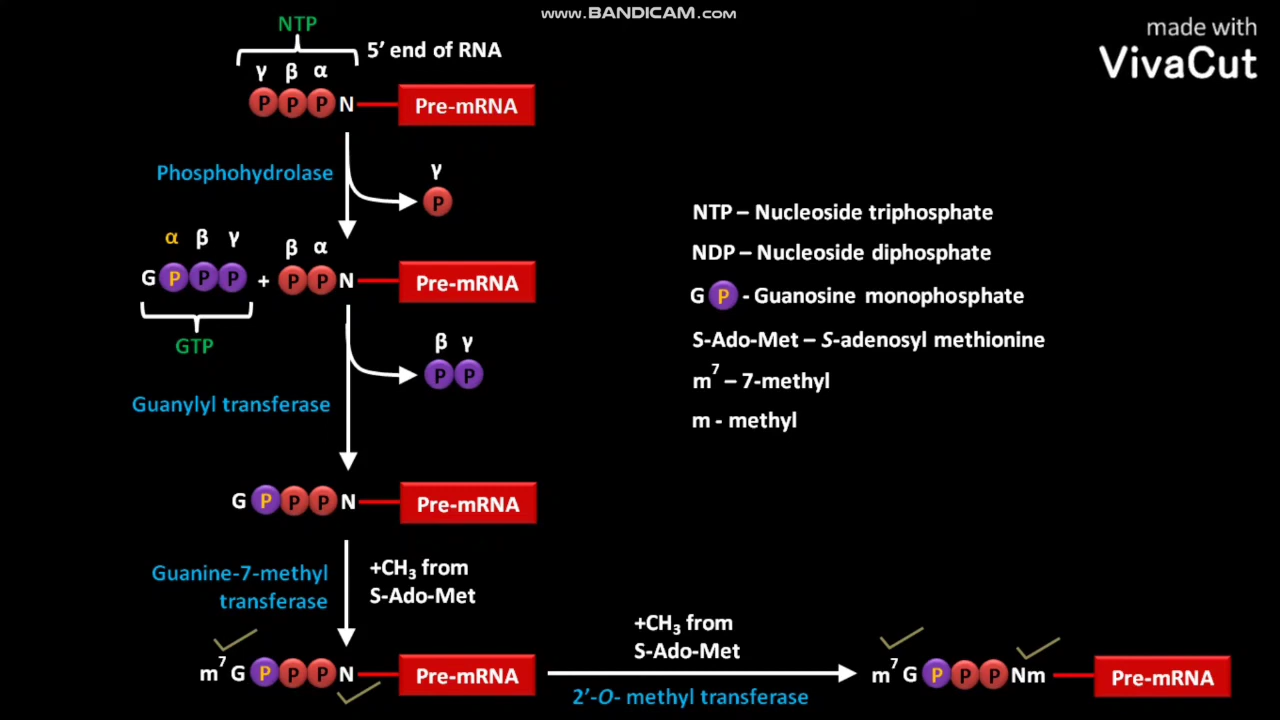 www.BANDICAM.com
made with
VivaCut
NTP
5' end of RNA
γ β α
P P P N
Pre-mRNA
Phosphohydrolase
γ
P
α β γ
β α
G P P P + P P N
Pre-mRNA
GTP
β γ
P P
Guanylyl transferase
G P P P N
Pre-mRNA
Guanine-7-methyl
transferase
+CH₃ from
S-Ado-Met
m⁷G P P P N
Pre-mRNA
+CH₃ from
S-Ado-Met
2'-O- methyl transferase
m⁷G P P P Nm
Pre-mRNA
NTP – Nucleoside triphosphate
NDP – Nucleoside diphosphate
G P - Guanosine monophosphate
S-Ado-Met – S-adenosyl methionine
m⁷ – 7-methyl
m - methyl